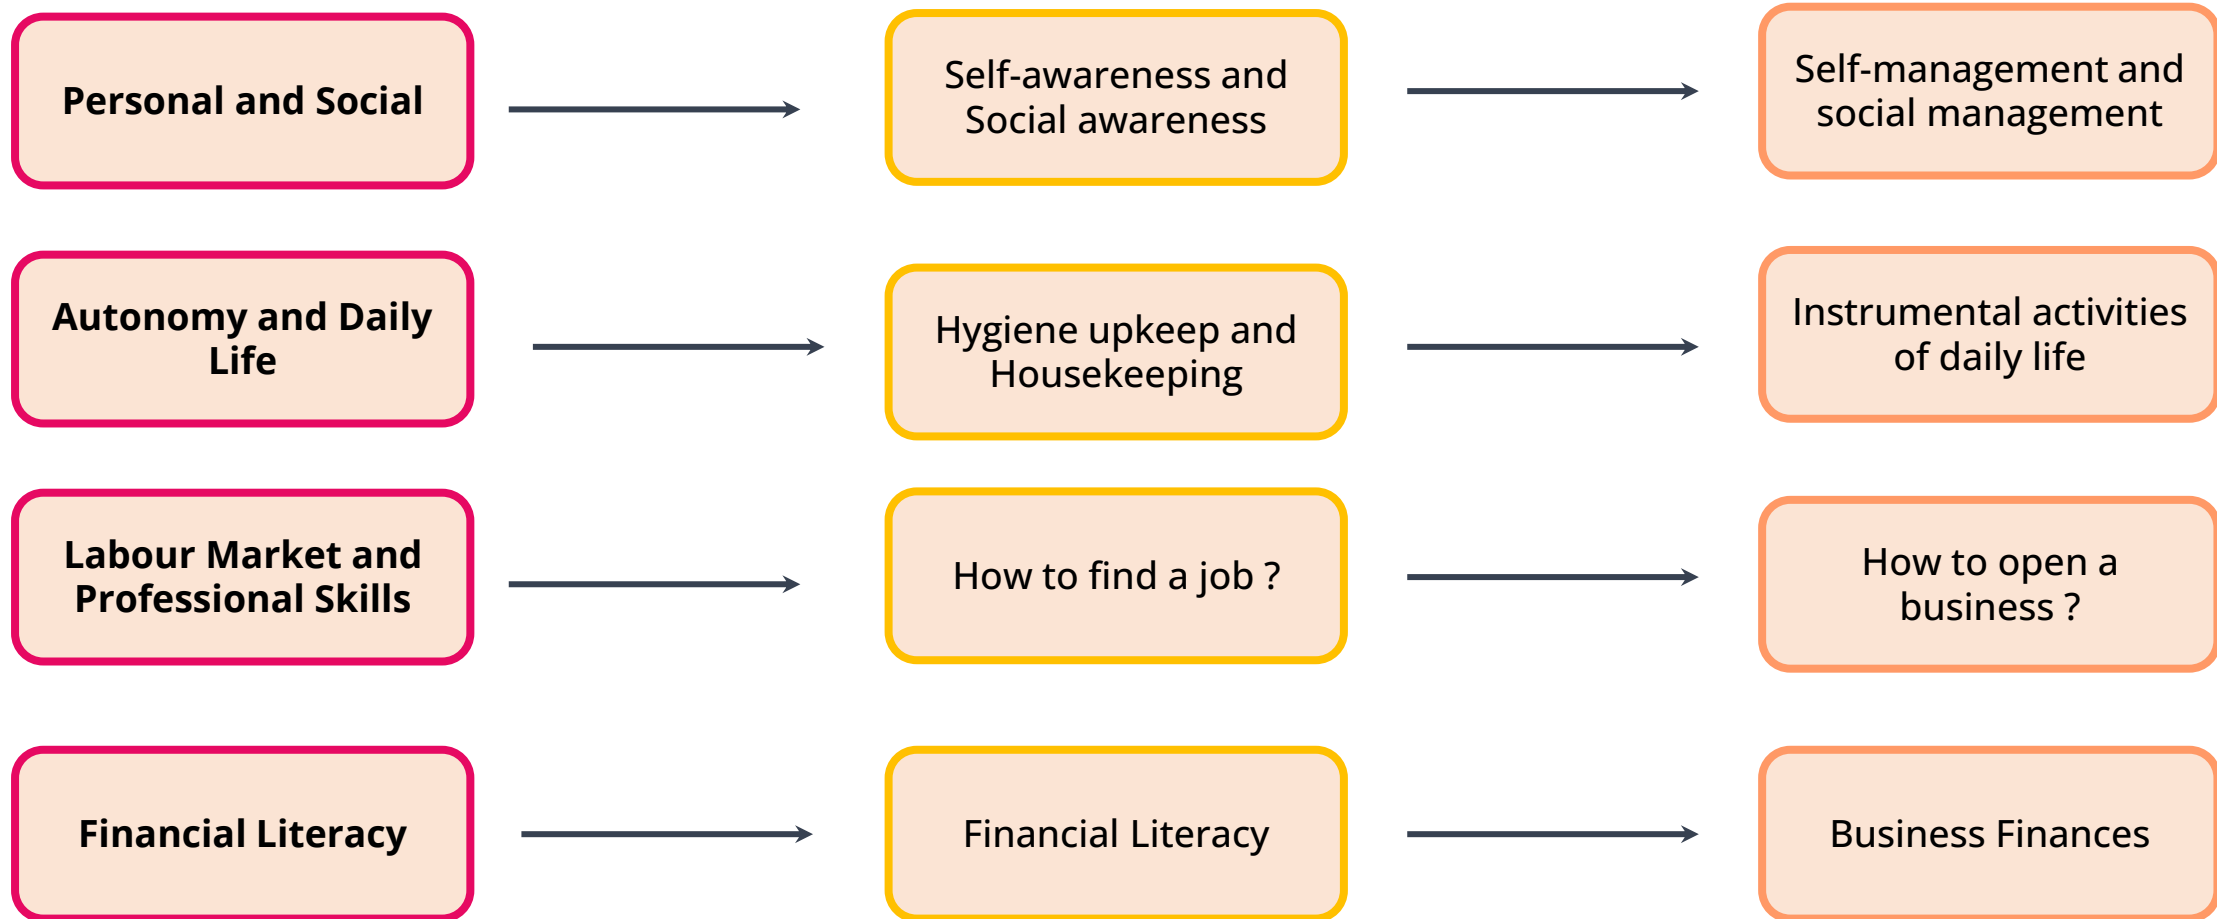 Personal and Social
Self-awareness and
Social awareness
Self-management and
social management
Autonomy and Daily
Life
Hygiene upkeep and
Housekeeping
Instrumental activities
of daily life
Labour Market and
Professional Skills
How to find a job ?
How to open a
business ?
Financial Literacy
Financial Literacy
Business Finances